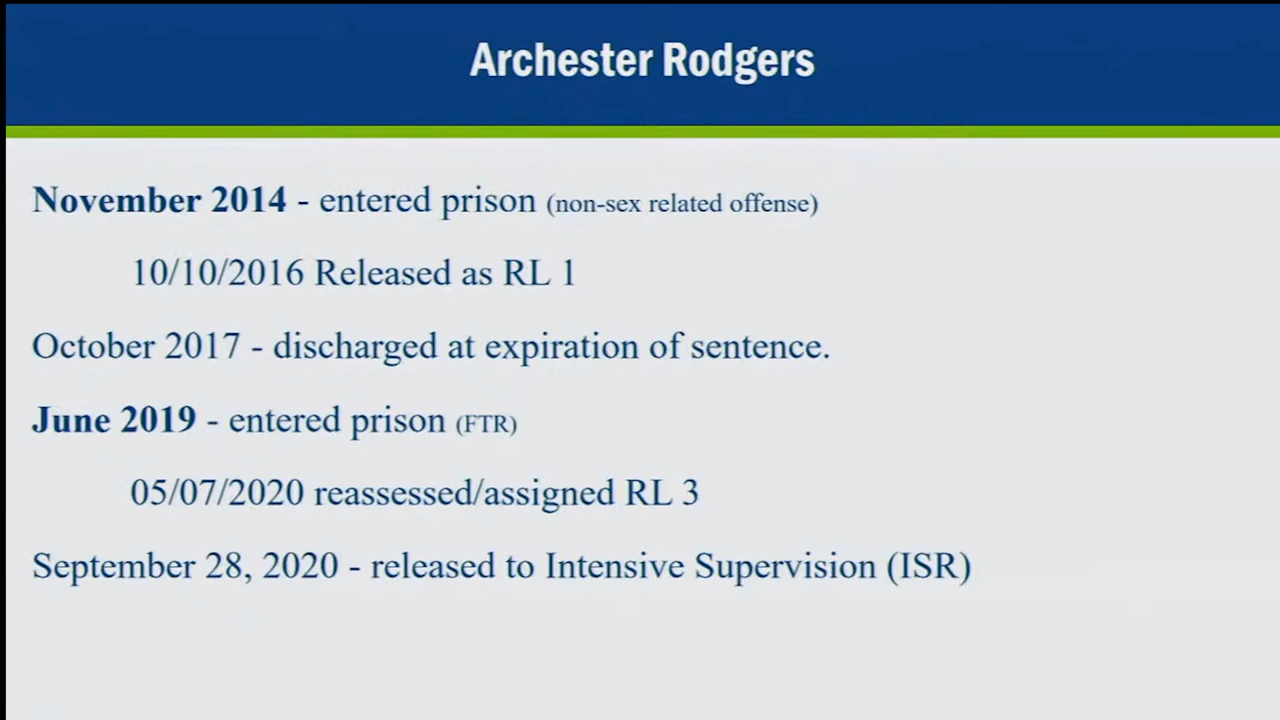 Archester Rodgers
November 2014 - entered prison (non-sex related offense)
10/10/2016 Released as RL 1
October 2017 - discharged at expiration of sentence.
June 2019 - entered prison (FTR)
05/07/2020 reassessed/assigned RL 3
September 28, 2020 - released to Intensive Supervision (ISR)